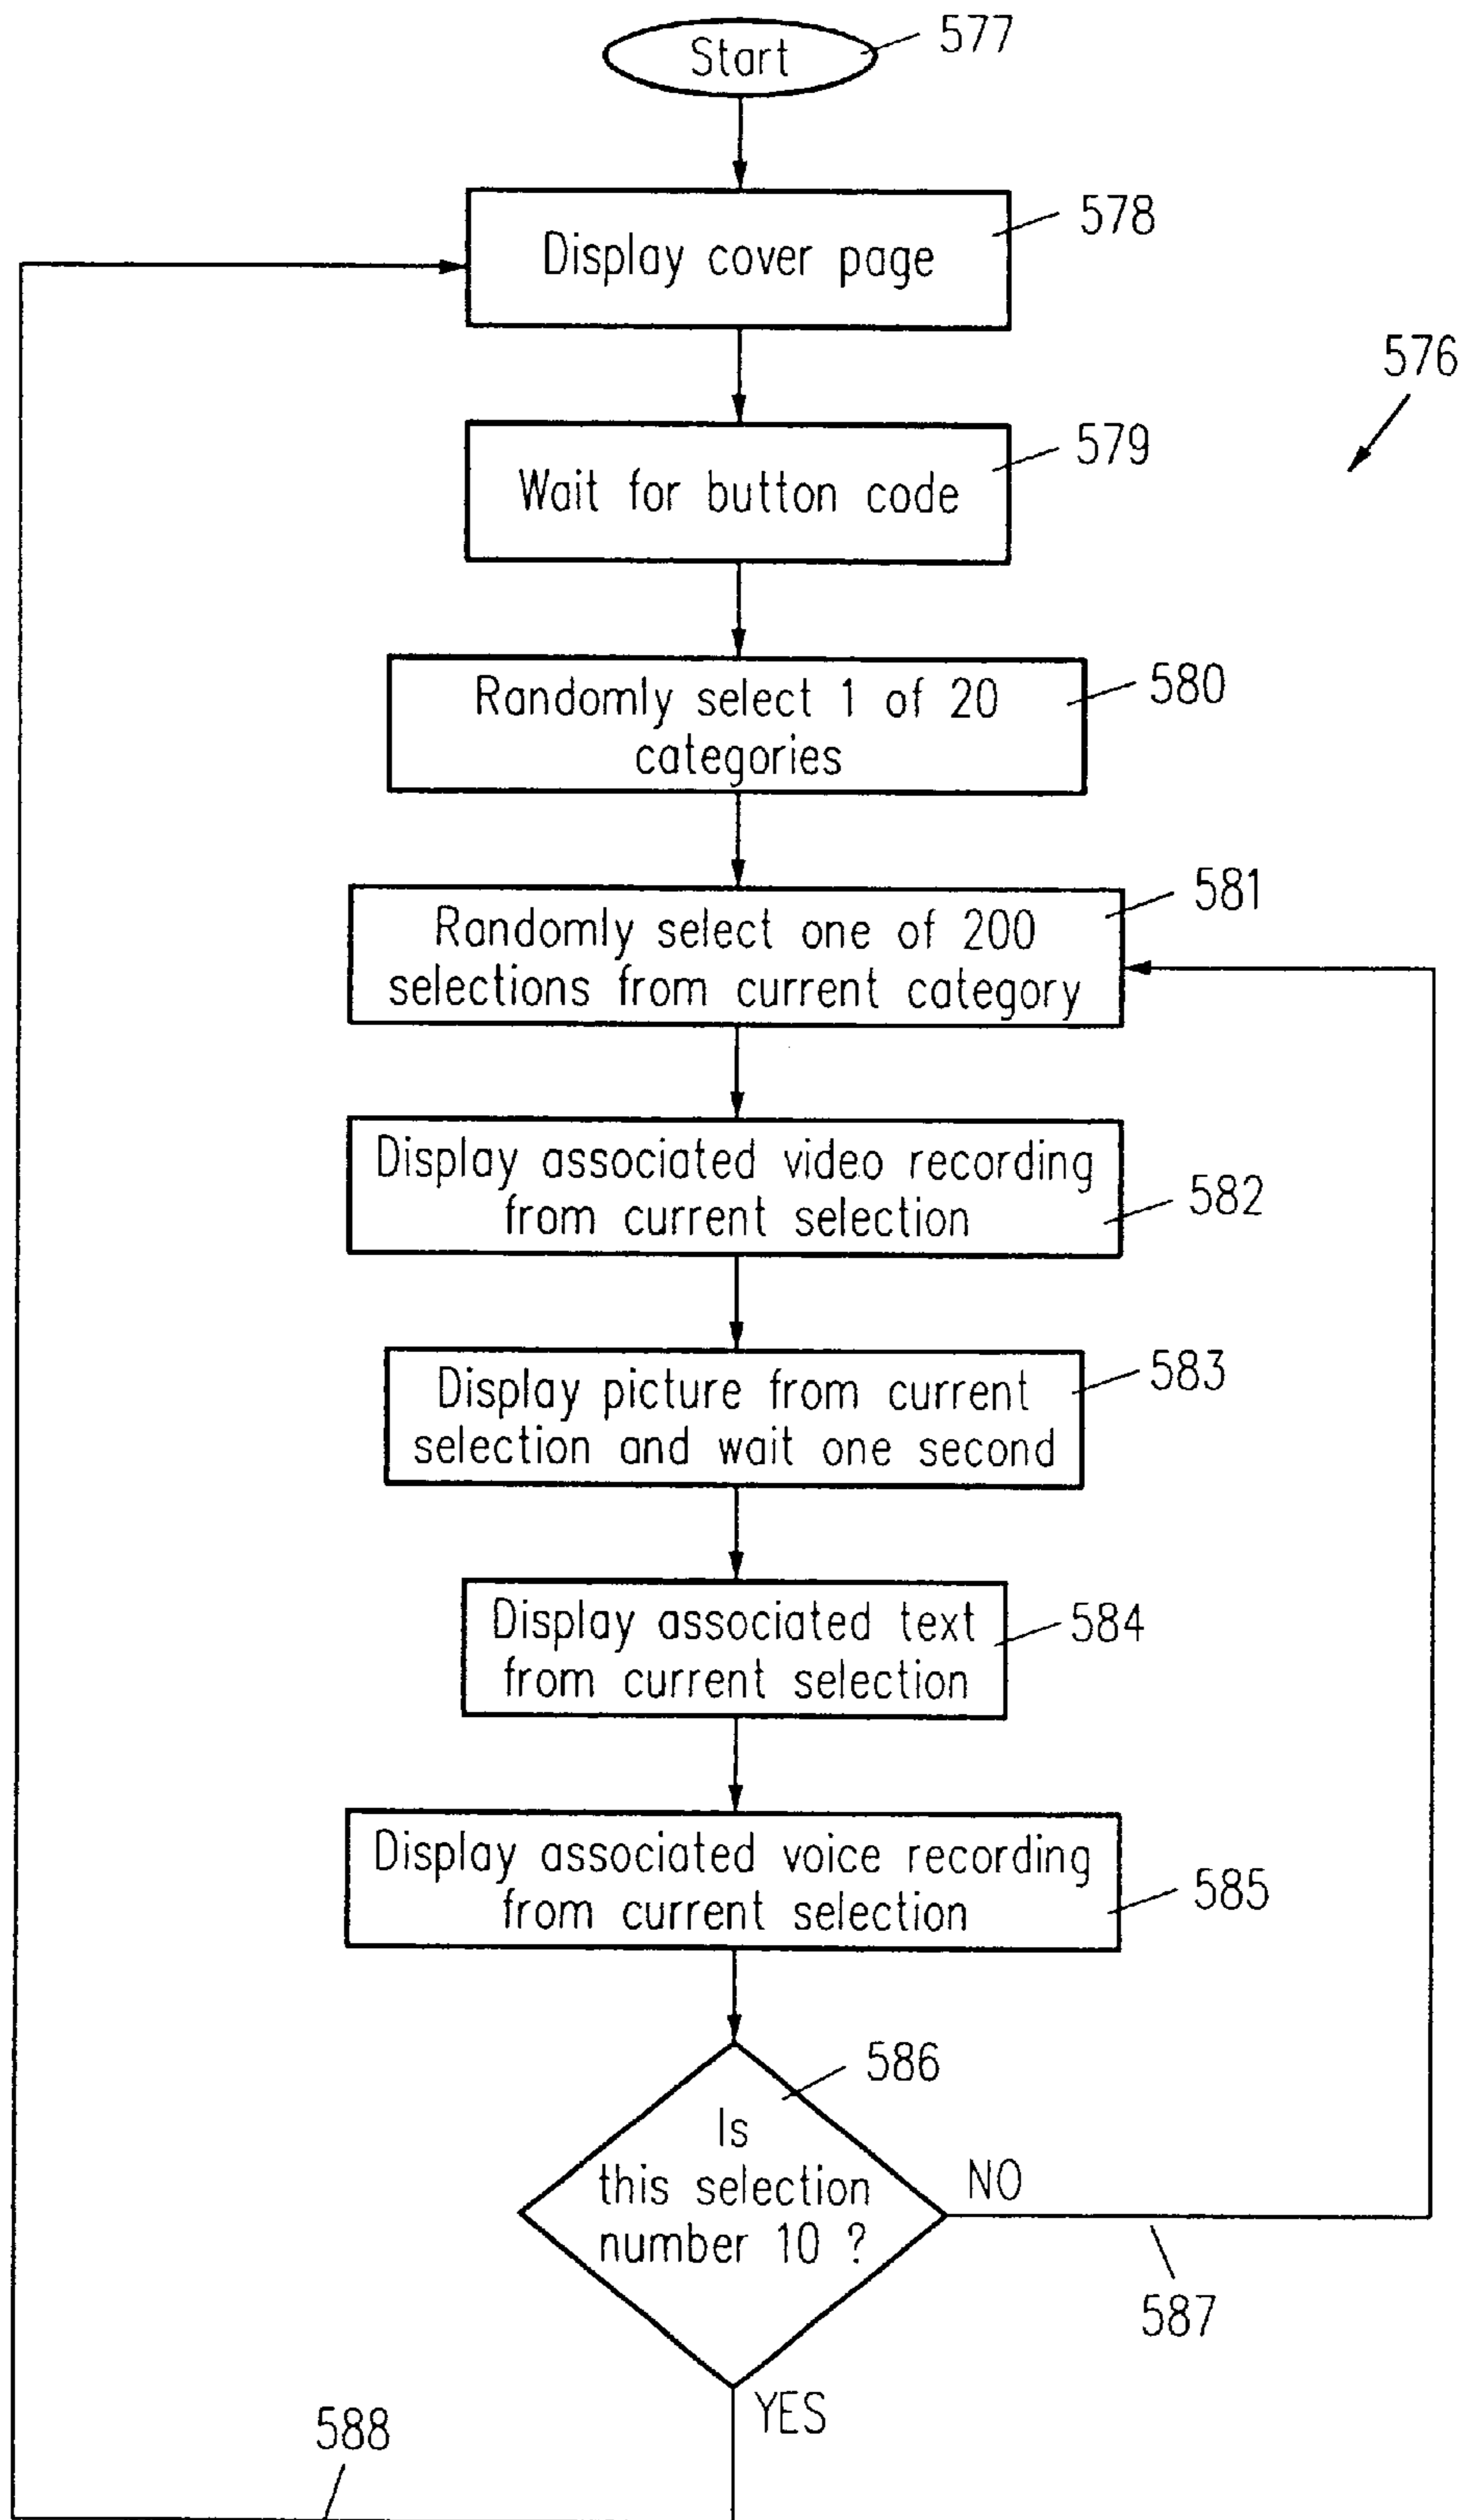 Start
577
578
Display cover page
576
579
Wait for button code
580
Randomly select 1 of 20
categories
581
Randomly select one of 200
selections from current category
Display associated video recording
from current selection
582
583
Display picture from current
selection and wait one second
Display associated text
from current selection
584
Display associated voice recording
from current selection
585
586
Is
this selection
number 10 ?
NO
587
YES
588